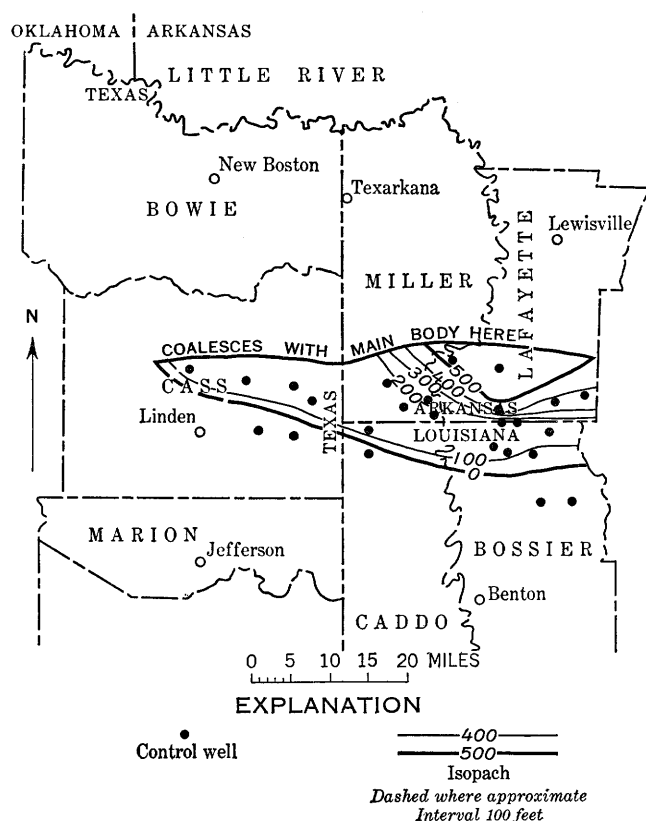 OKLAHOMA ARKANSAS
LITTLE RIVER
TEXAS
New Boston
Texarkana
BOWIE
LAFAYETTE
Lewisville
MILLER
N
COALESCES WITH MAIN BODY HERE
500
400
300
200
CASS
ARKANSAS
Linden
TEXAS
LOUISIANA
100
0
MARION
Jefferson
BOSSIER
Benton
CADDO
0 5 10 15 20 MILES
EXPLANATION
Control well
400
500
Isopach
Dashed where approximate
Interval 100 feet